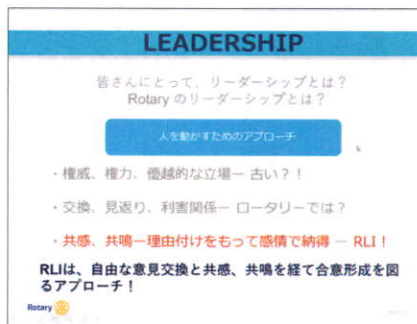 LEADERSHIP
皆さんにとって、リーダーシップとは？
Rotary のリーダーシップとは？
人を動かすためのアプローチ
・権威、権力、優越的な立場ー 古い？！
・交換、見返り、利害関係ー ロータリーでは？
・共感、共鳴ー理由付けをもって感情で納得 ー RLI！
RLIは、自由な意見交換と共感、共鳴を経て合意形成を図
るアプローチ！
Rotary